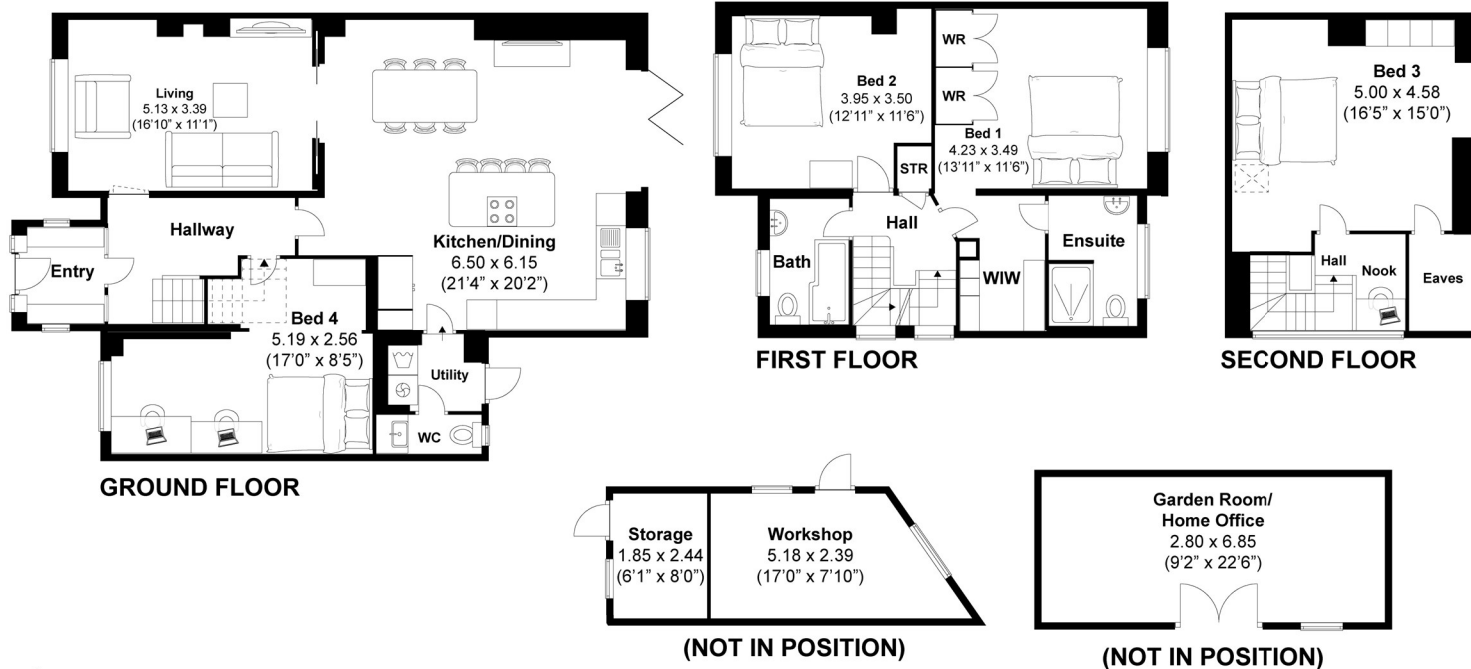 Living
5.13 x 3.39
(16'10" x 11'1")
Hallway
Entry
Kitchen/Dining
6.50 x 6.15
(21'4" x 20'2")
Bed 4
5.19 x 2.56
(17'0" x 8'5")
Utility
WC
GROUND FLOOR
Bed 2
3.95 x 3.50
(12'11" x 11'6")
WR
WR
Bed 1
4.23 x 3.49
(13'11" x 11'6")
STR
Hall
Bath
WIW
Ensuite
FIRST FLOOR
Bed 3
5.00 x 4.58
(16'5" x 15'0")
Hall
Nook
Eaves
SECOND FLOOR
Storage
1.85 x 2.44
(6'1" x 8'0")
Workshop
5.18 x 2.39
(17'0" x 7'10")
(NOT IN POSITION)
Garden Room/
Home Office
2.80 x 6.85
(9'2" x 22'6")
(NOT IN POSITION)